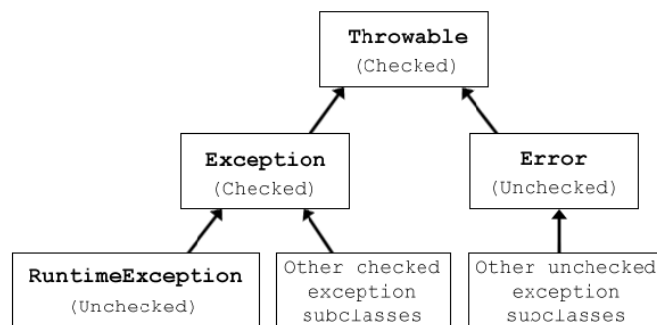 Throwable
(Checked)
Exception
(Checked)
Error
(Unchecked)
RuntimeException
(Unchecked)
Other checked
exception
subclasses
Other unchecked
exception
subclasses